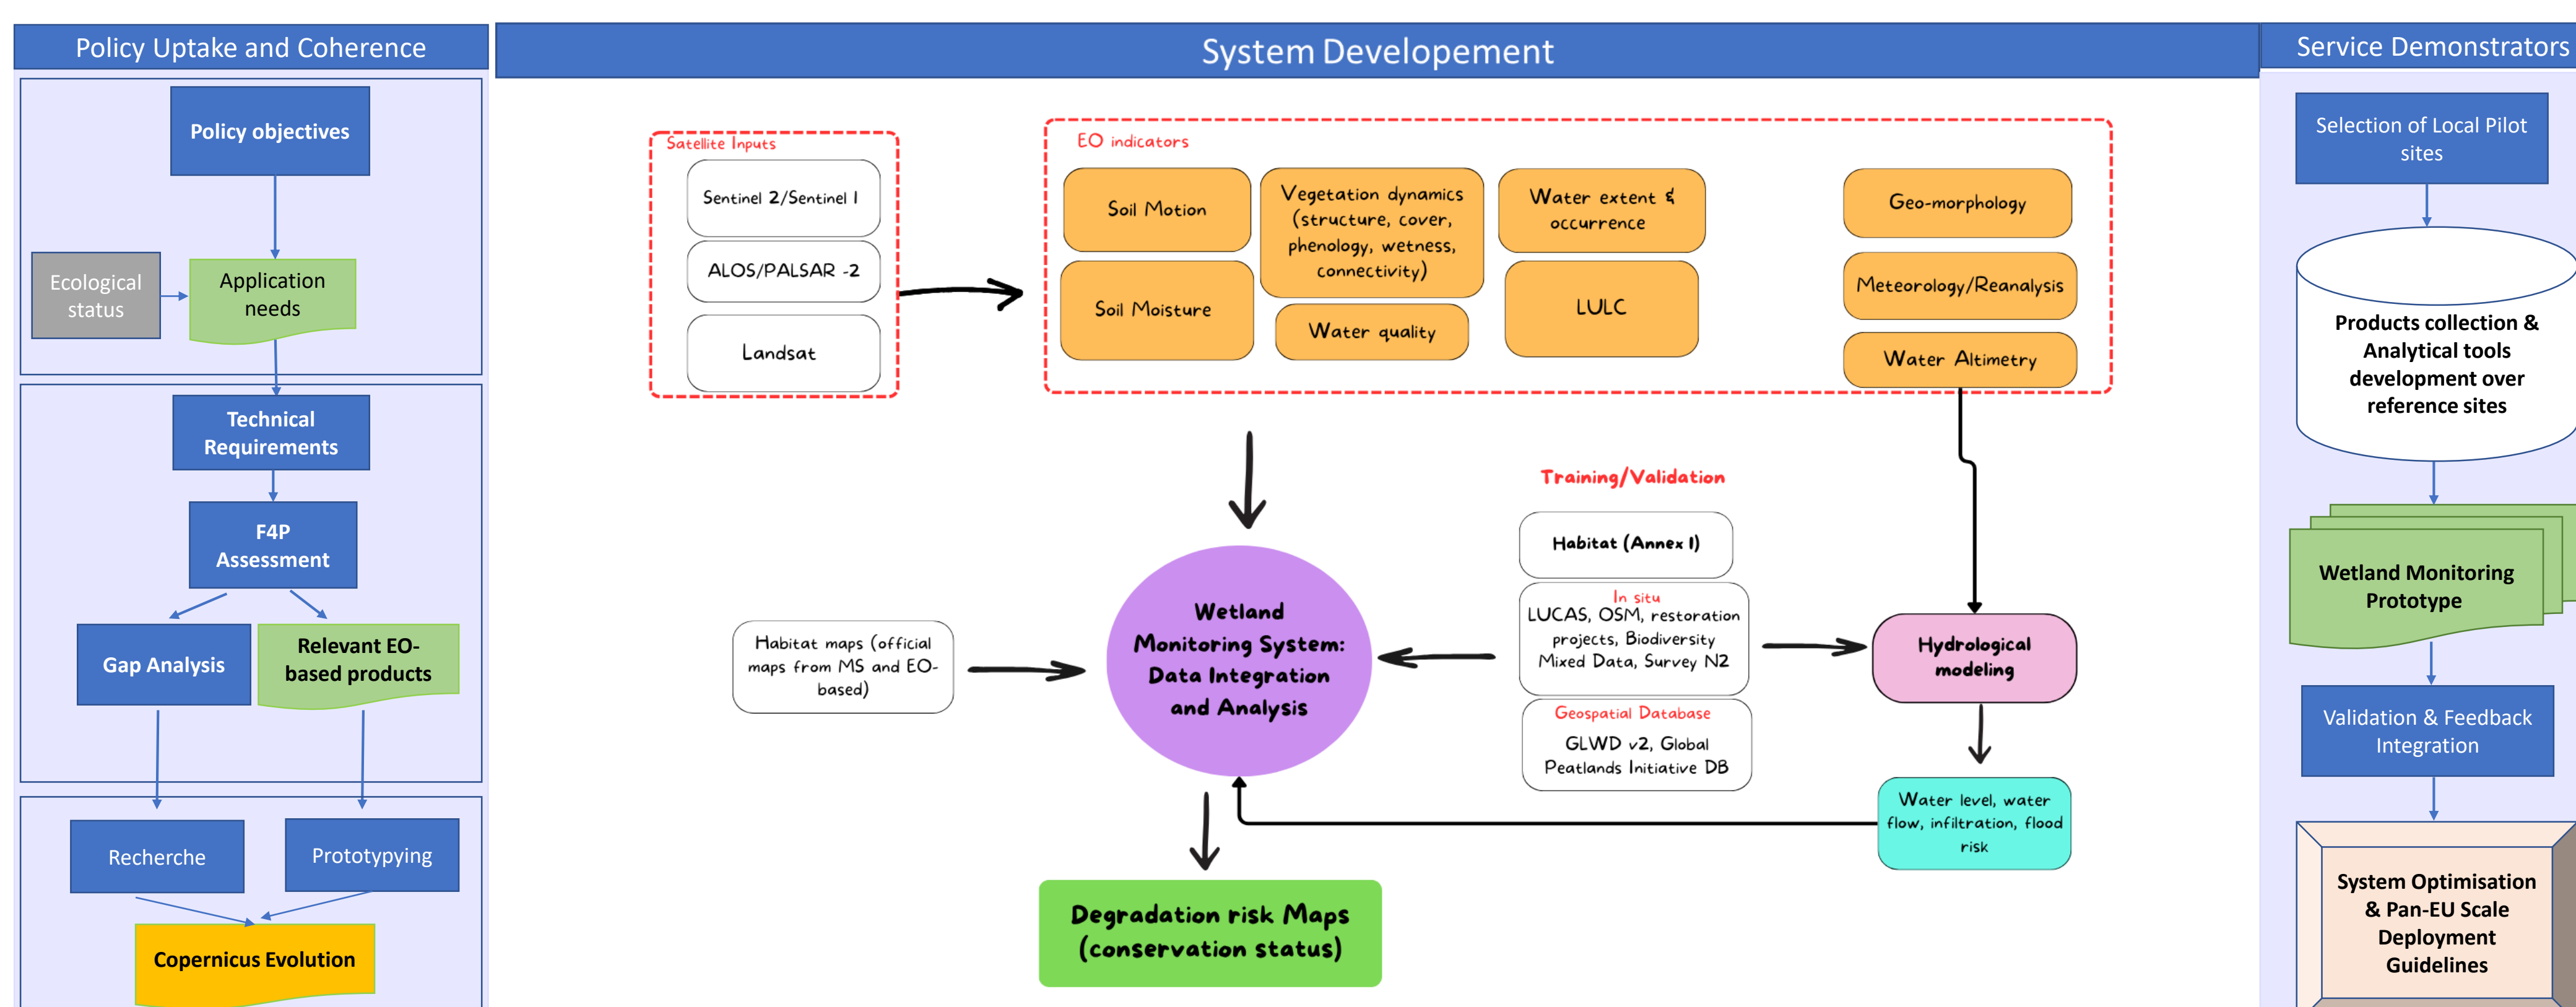 Policy Uptake and Coherence
Policy objectives
Ecological
status
Application
needs
Technical
Requirements
F4P
Assessment
Gap Analysis
Relevant EO-
based products
Recherche
Prototypying
Copernicus Evolution
System Developement
Satellite Inputs
Sentinel 2/Sentinel 1
ALOS/PALSAR -2
Landsat
EO indicators
Soil Motion
Soil Moisture
Vegetation dynamics
(structure, cover,
phenology, wetness,
connectivity)
Water quality
Water extent &
occurrence
LULC
Geo-morphology
Meteorology/Reanalysis
Water Altimetry
Training/Validation
Habitat (Annex 1)
In situ
LUCAS, OSM, restoration
projects, Biodiversity
Mixed Data, Survey N2
Geospatial Database
GLWD v2, Global
Peatlands Initiative DB
Habitat maps (official
maps from MS and EO-
based)
Wetland
Monitoring System:
Data Integration
and Analysis
Hydrological
modeling
Water level, water
flow, infiltration, flood
risk
Degradation risk Maps
(conservation status)
Service Demonstrators
Selection of Local Pilot
sites
Products collection &
Analytical tools
development over
reference sites
Wetland Monitoring
Prototype
Validation & Feedback
Integration
System Optimisation
& Pan-EU Scale
Deployment
Guidelines